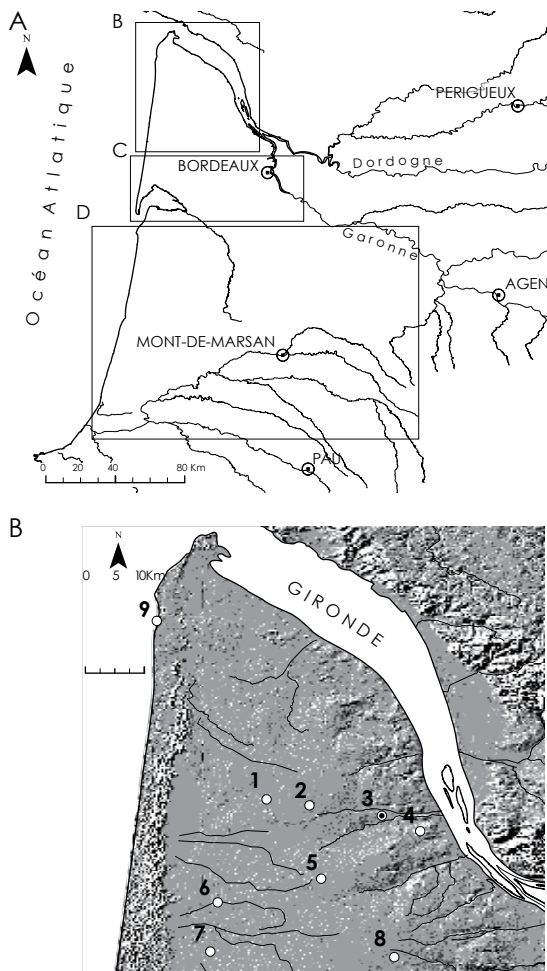 A
N
B
PERIGUEUX
C
Dordogne
BORDEAUX
Océan Atlatique
D
Garonne
AGEN
MONT-DE-MARSAN
PAU
0 20 40 80 Km
B
N
0 5 10Km
GIRONDE
9
1
2
3
4
5
6
7
8